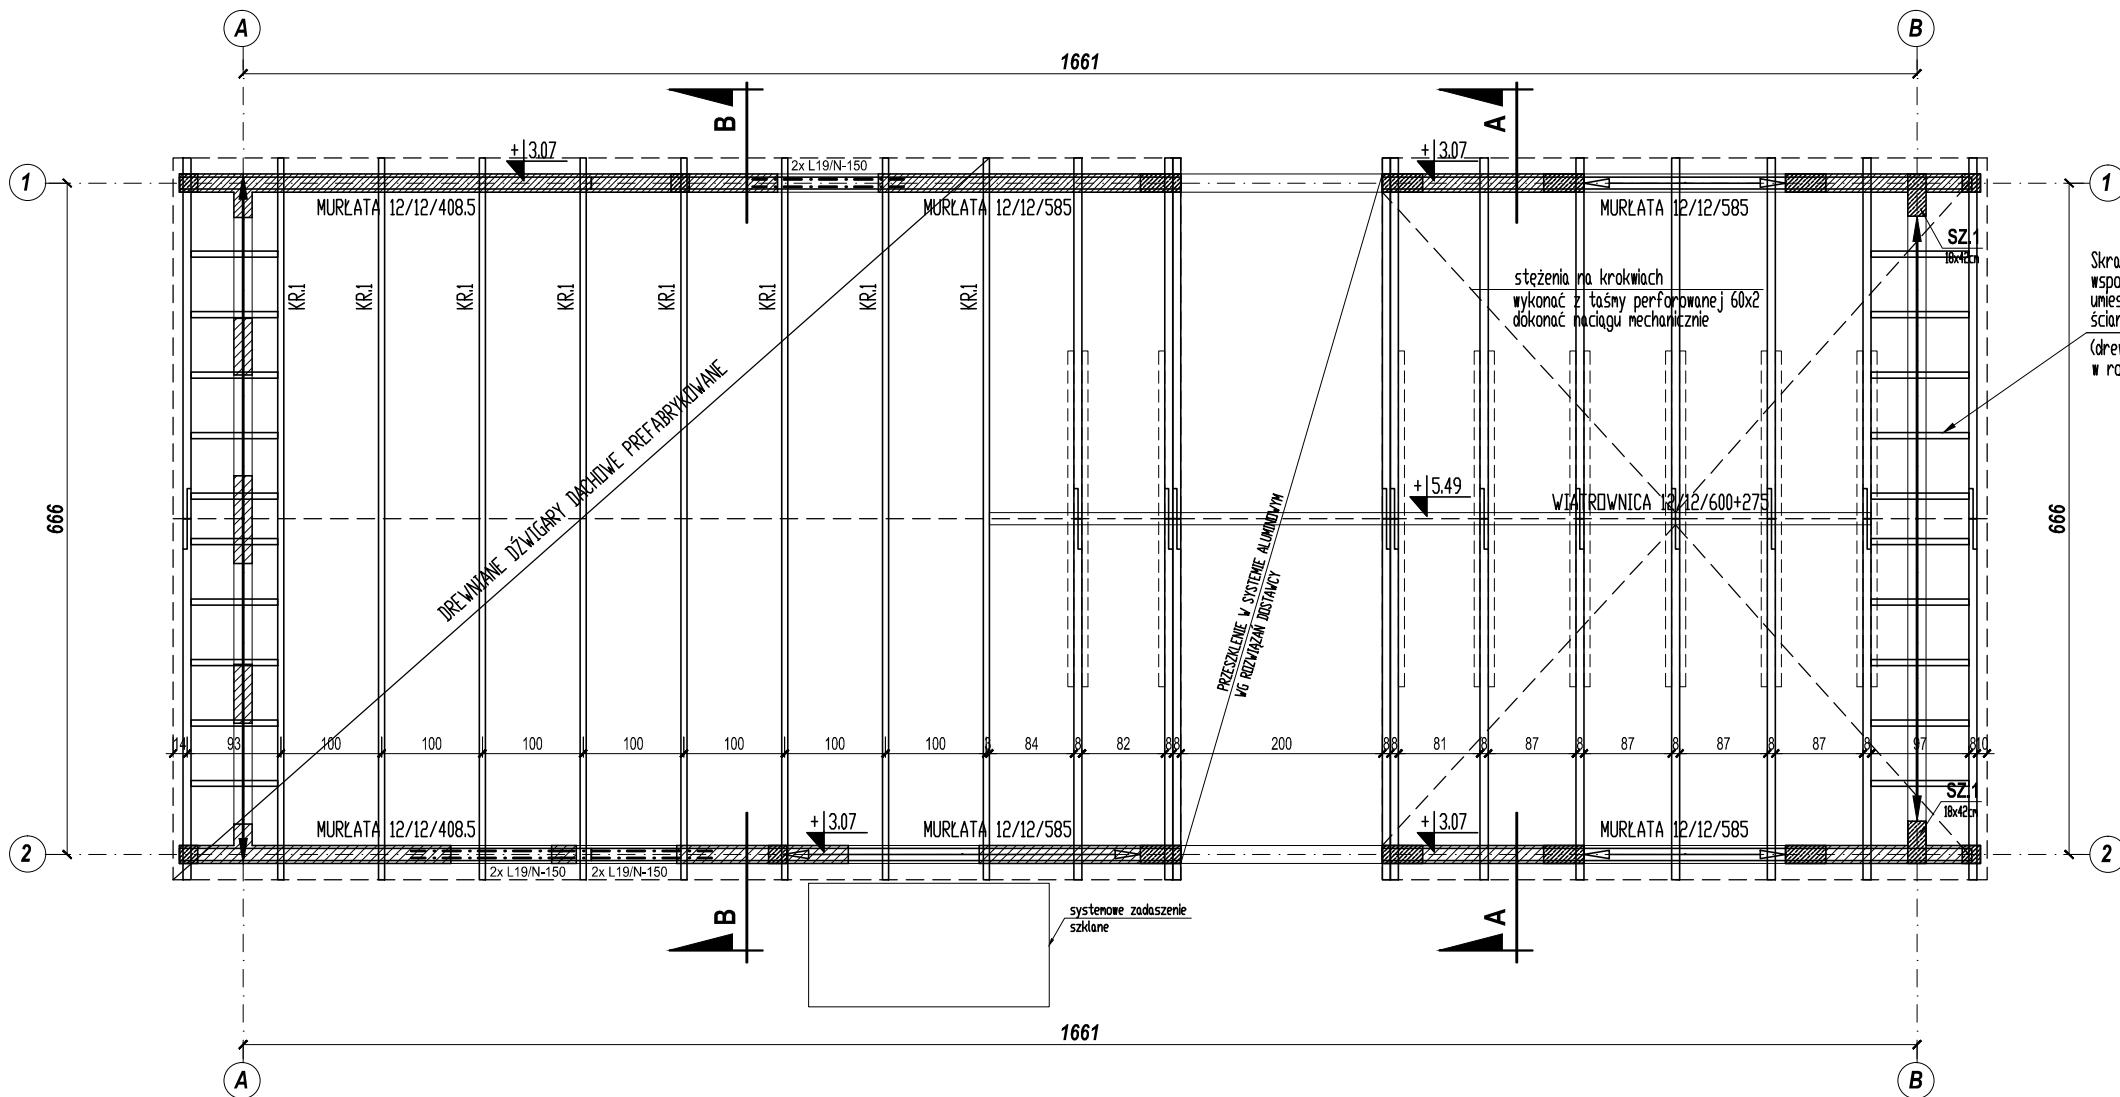 A
B
1661
B
A
+3.07
+3.07
2x L19/N-150
1
1
MURŁATA 12/12/408.5
MURŁATA 12/12/585
MURŁATA 12/12/585
SZ.1
18x42cm
KR.1
KR.1
KR.1
KR.1
KR.1
KR.1
KR.1
KR.1
stężenia na krokwiach
wykonać z taśmy perforowanej 60x2
dokonać naciągu mechanicznie
Skra
wspo
umies
ścian
(drew
w ro
DREWNIANE DŹWIGARY DACHOWE PREFABRYKOWANE
+5.49
WIATROWNICA 12/12/600+275
666
666
PRZESZKLENIE W SYSTEMIE ALUMINIOWYM
WG ROZWIĄZAŃ DOSTAWCY
14 93 100 100 100 100 100 100 100 8 84 8 82 8 8 200 8 8 81 8 87 8 87 8 87 8 87 8 97 8 10
SZ.1
18x42cm
MURŁATA 12/12/408.5
+3.07
MURŁATA 12/12/585
+3.07
MURŁATA 12/12/585
2
2
2x L19/N-150
2x L19/N-150
B
A
systemowe zadaszenie
szklane
1661
A
B